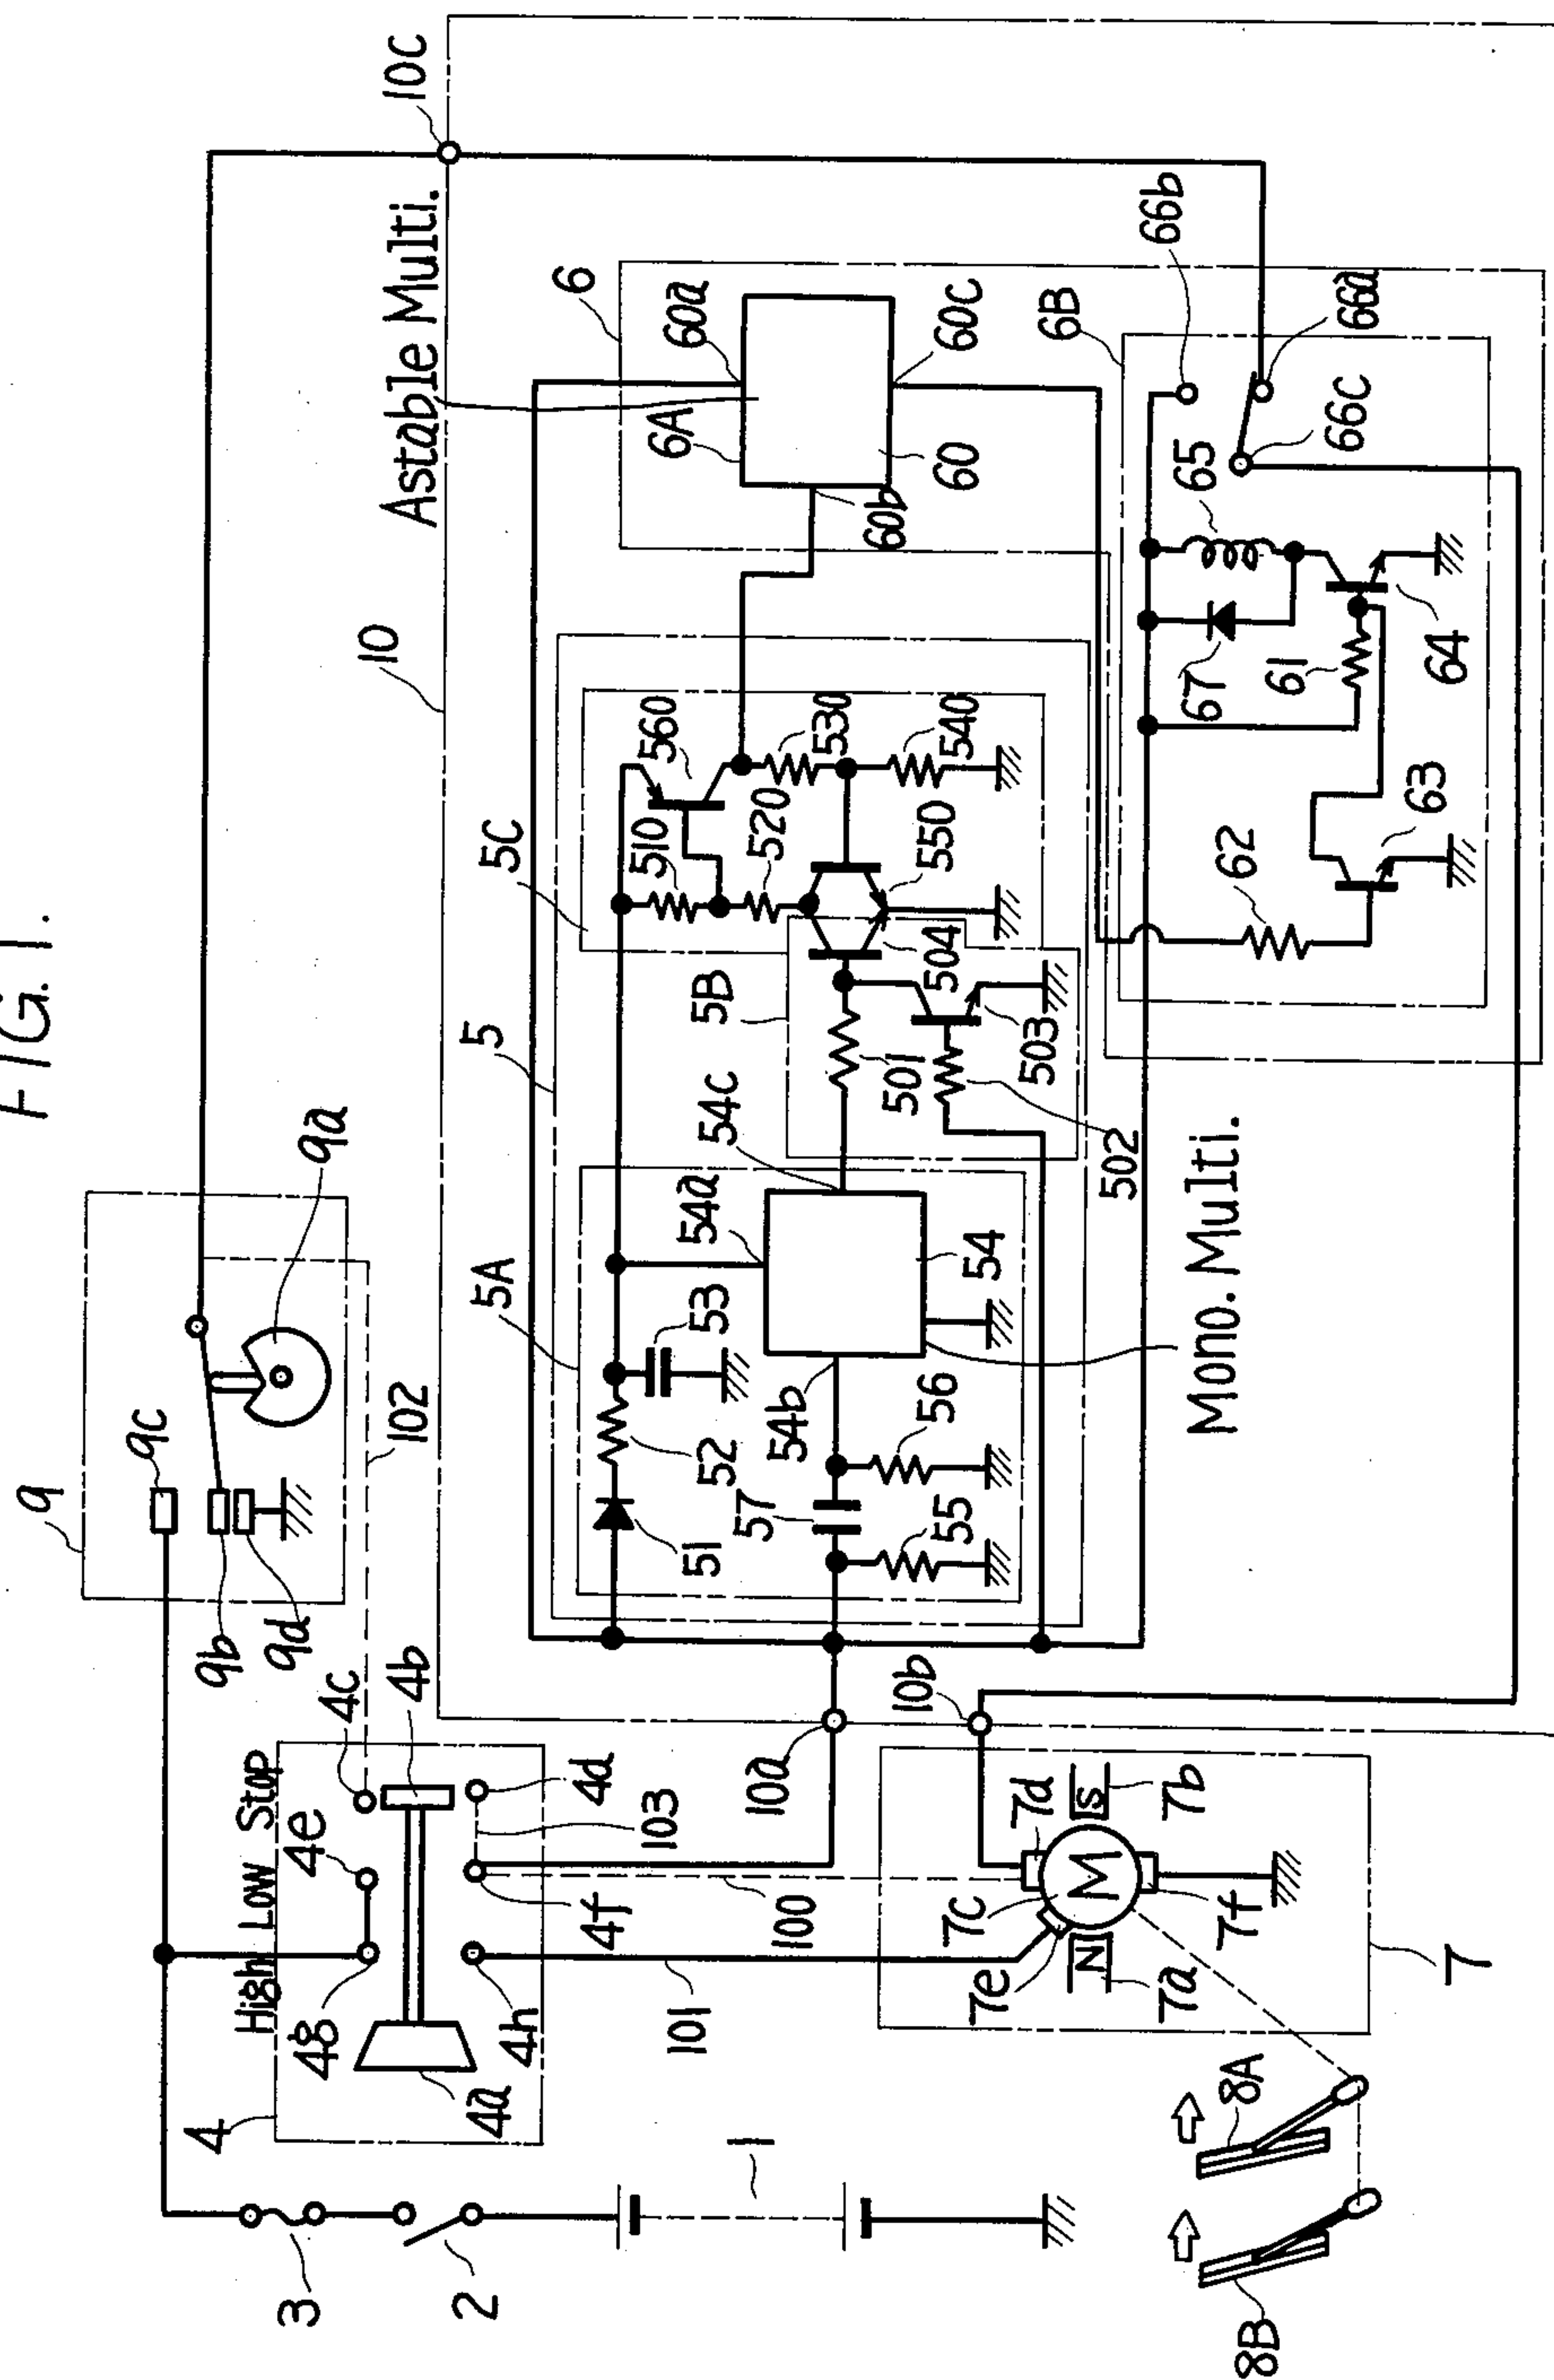 FIG. 1.
9
9c
9a
9b
9d
102
10c
10
Astable Multi.
6
60a
6A
60
60b
60c
6B
66b
66a
66c
65
67
61
64
62
63
5
5C
560
510
520
530
540
550
5B
504
501
503
502
54c
5A
54a
53
52
51
54
54b
57
56
55
Mono. Multi.
High Low Stop
4
4a
4b
4c
4d
4e
4f
4g
4h
103
100
101
10a
10b
7
7a
7b
7c
7d
7e
7f
N
M
S
3
2
1
8A
8B